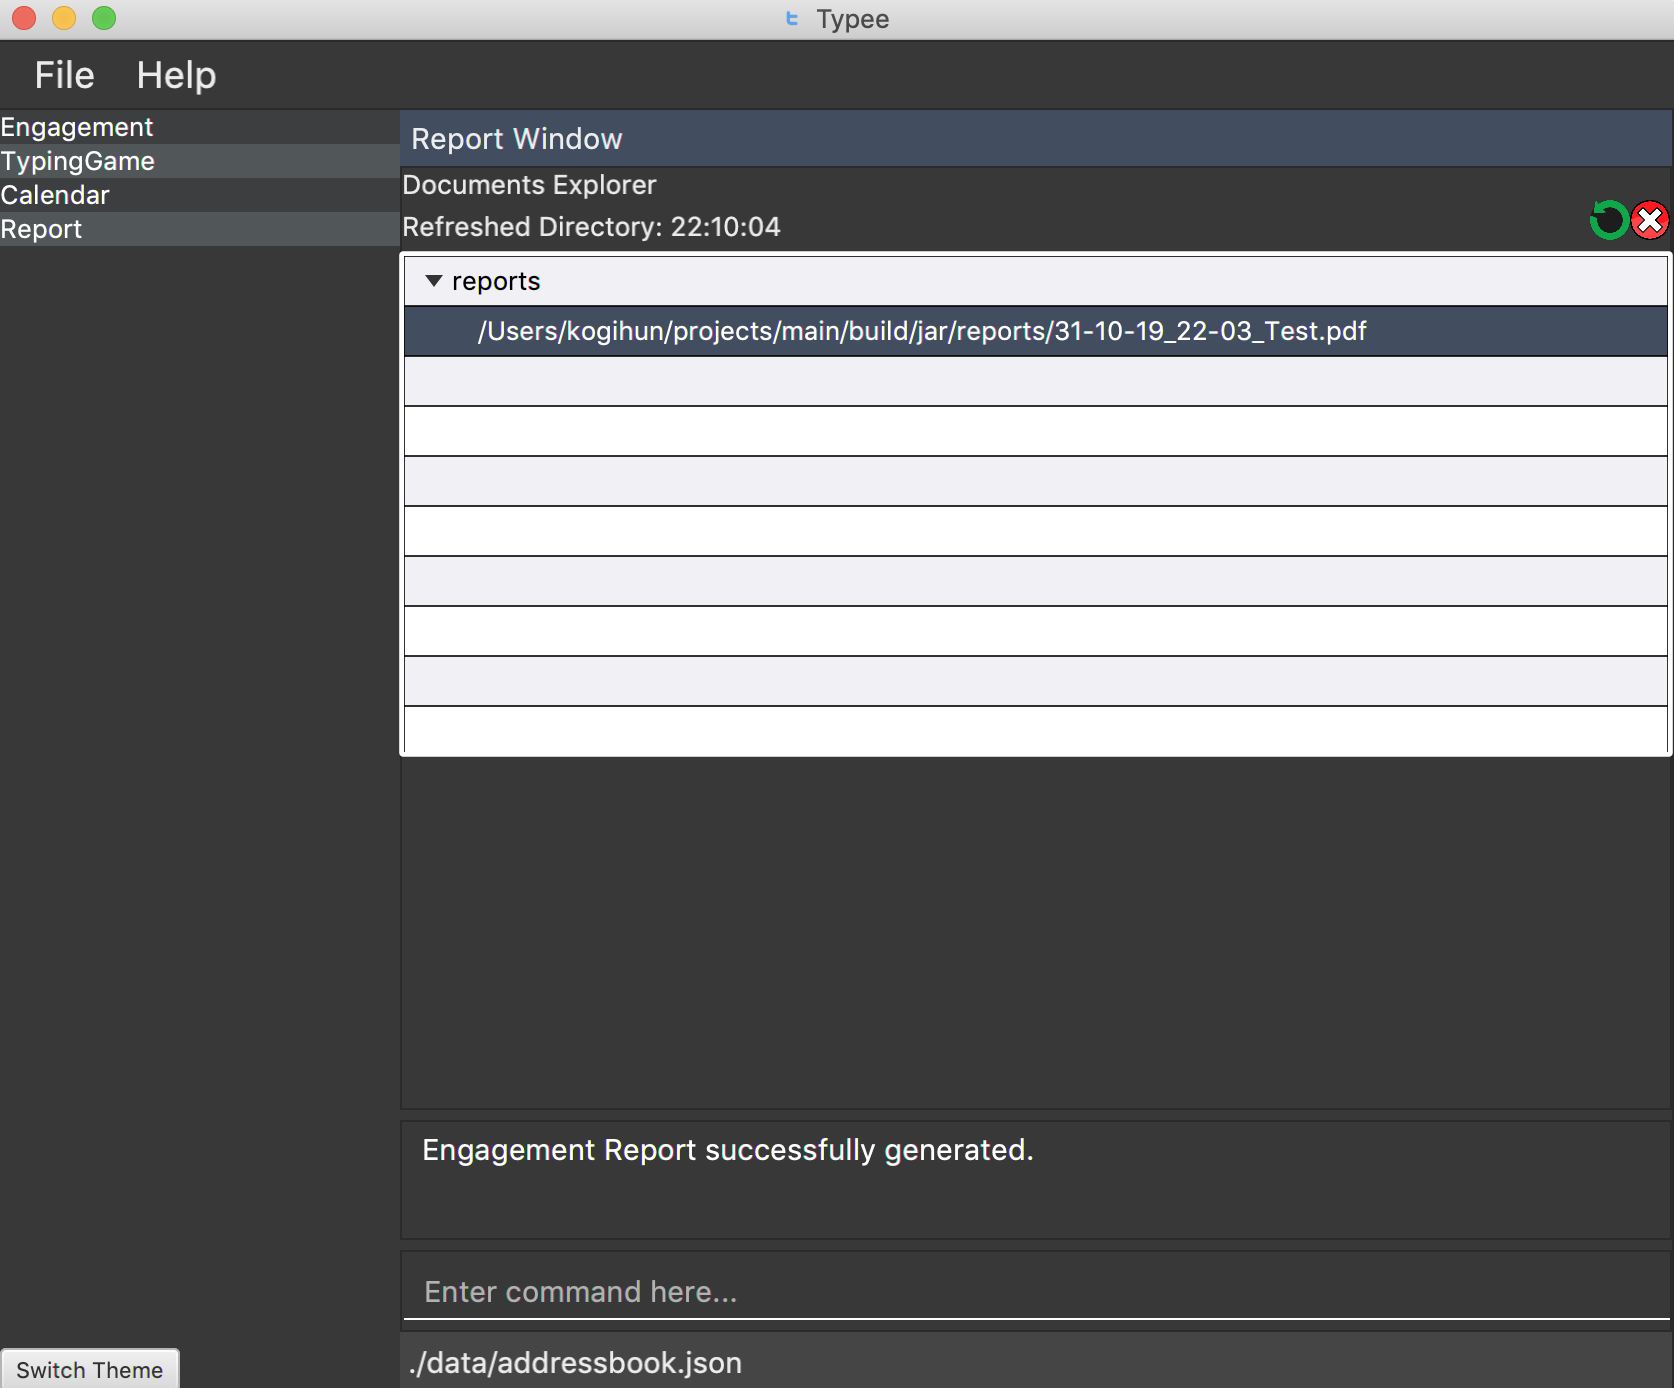 Typee
File Help
Engagement
TypingGame
Calendar
Report
Report Window
Documents Explorer
Refreshed Directory: 22:10:04
reports
/Users/kogihun/projects/main/build/jar/reports/31-10-19_22-03_Test.pdf
Engagement Report successfully generated.
Enter command here...
Switch Theme
./data/addressbook.json